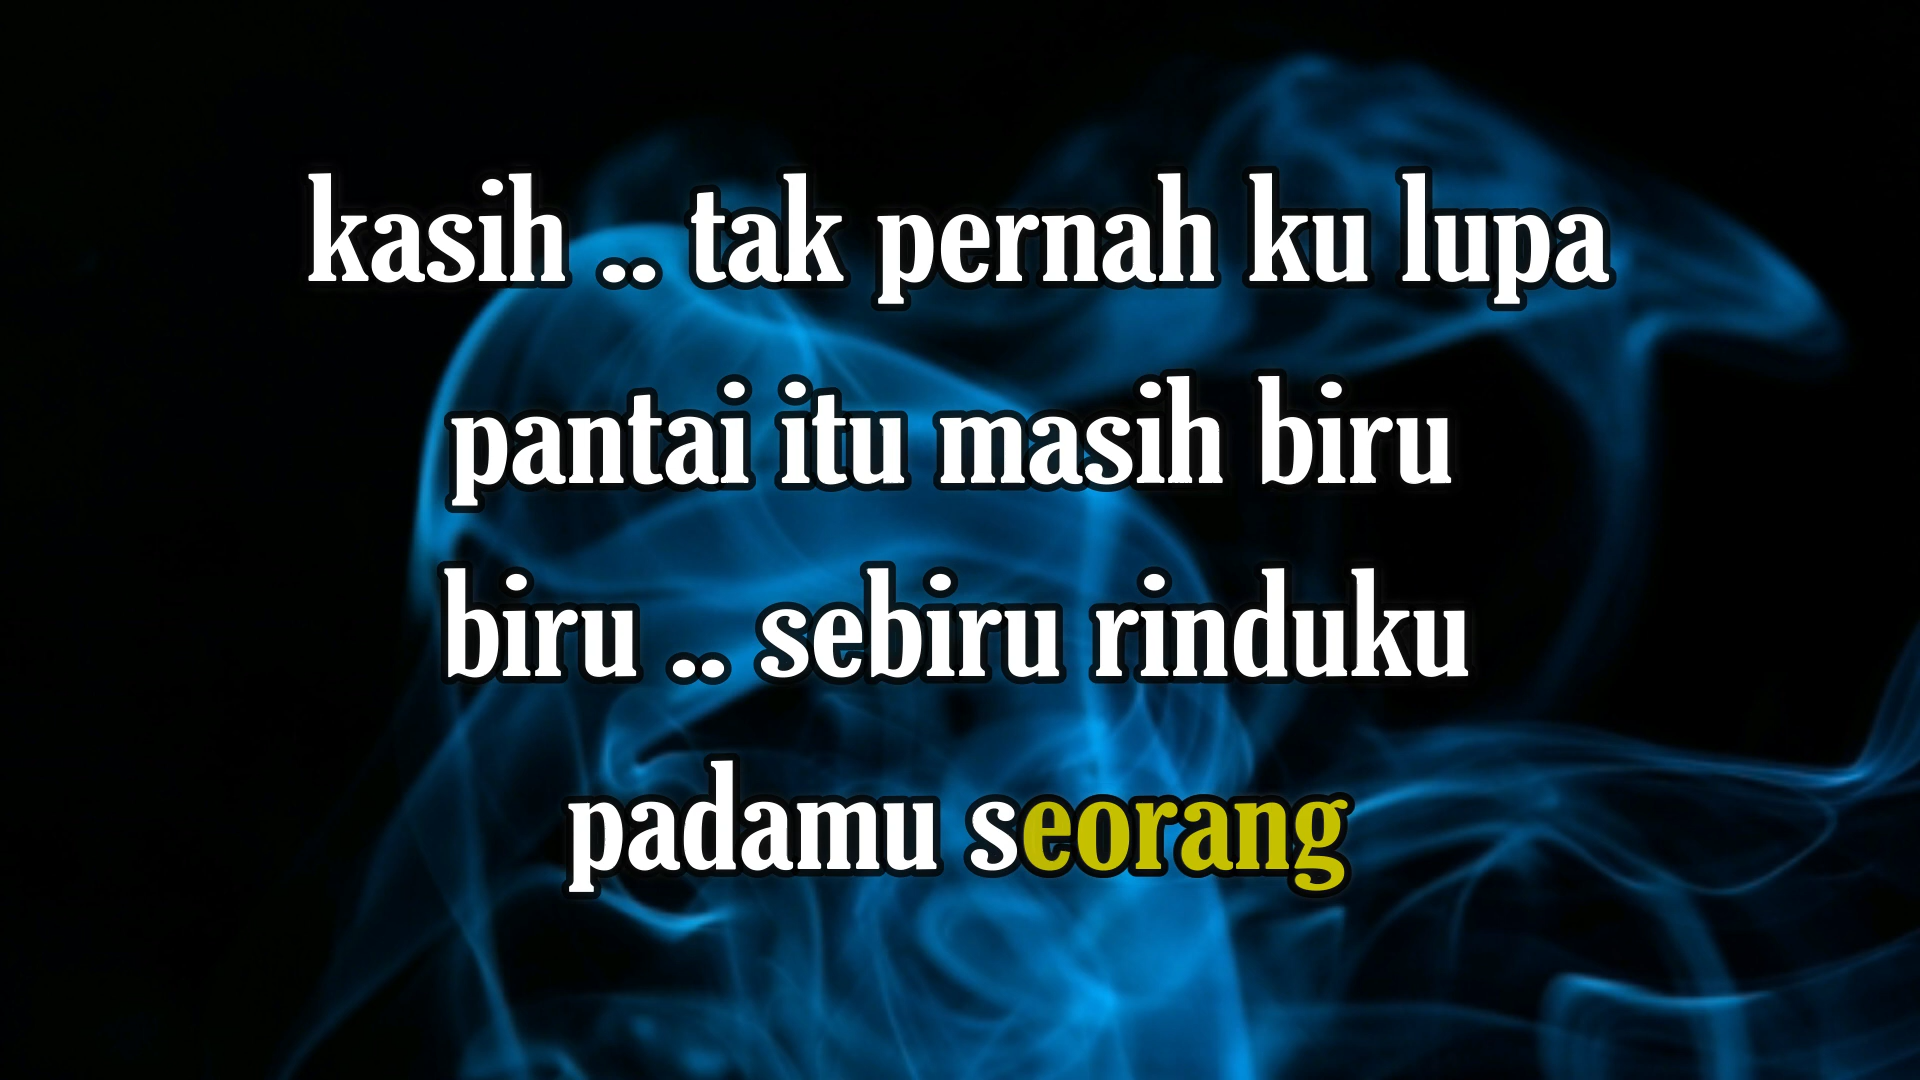 kasih .. tak pernah ku lupa
pantai itu masih biru
biru .. sebiru rinduku
padamu seorang